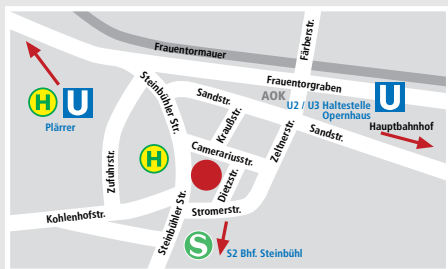 Frauentormauer
Färberstr.
Frauentorgraben
Steinbühler Str.
Sandstr.
AOK
U
U2 / U3 Haltestelle
Opernhaus
H
U
Plärrer
Kraußstr.
Sandstr.
Hauptbahnhof
Zeltnerstr.
Camerariusstr.
H
Zufuhrstr.
Dietzstr.
Kohlenhofstr.
Stromerstr.
Steinbühler Str.
S
S2 Bhf. Steinbühl